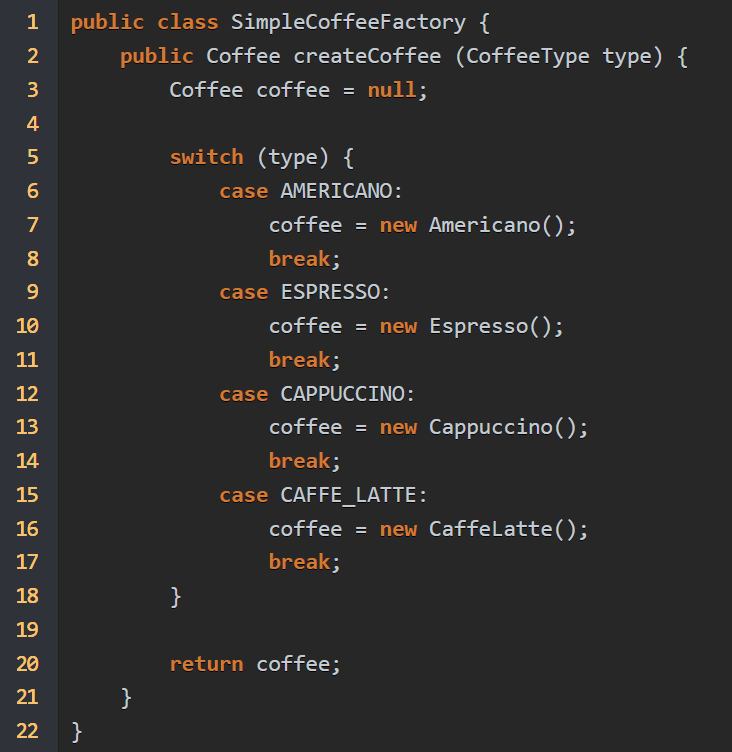 1 public class SimpleCoffeeFactory {
2     public Coffee createCoffee (CoffeeType type) {
3         Coffee coffee = null;
4
5         switch (type) {
6             case AMERICANO:
7                 coffee = new Americano();
8                 break;
9             case ESPRESSO:
10                 coffee = new Espresso();
11                 break;
12             case CAPPUCCINO:
13                 coffee = new Cappuccino();
14                 break;
15             case CAFFE_LATTE:
16                 coffee = new CaffeLatte();
17                 break;
18         }
19
20         return coffee;
21     }
22 }